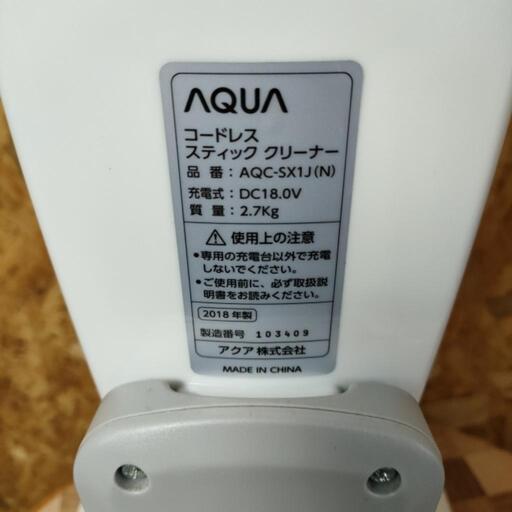 AQUA
コードレス
スティック クリーナー
品 番：AQC-SX1J(N)
充電式：DC18.0V
質 量：2.7Kg
⚠ 使用上の注意
●専用の充電台以外で充電
しないでください。
●ご使用前に、必ず取扱説
明書をお読みください。
2018 年製
製造番号 103409
アクア 株式会社
MADE IN CHINA